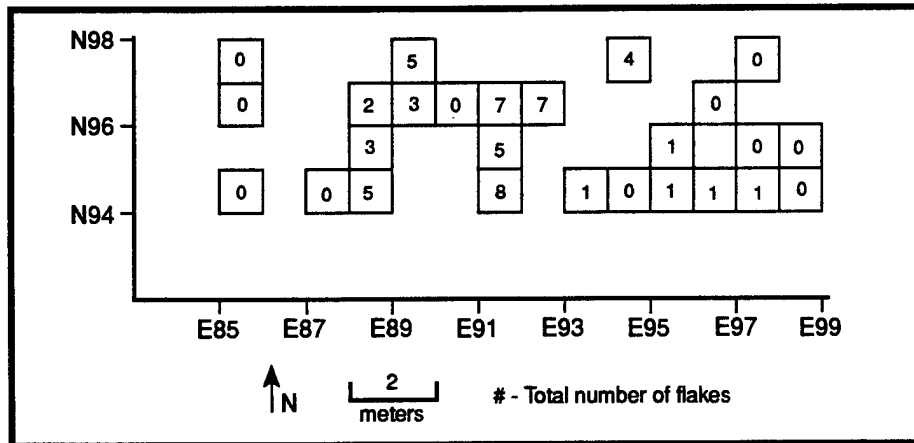 N98 0 5 4 0
0 2 3 0 7 7 0
N96
3 5 1 0 0
0 0 5 8 1 0 1 1 1 0
N94
E85 E87 E89 E91 E93 E95 E97 E99
N 2 # - Total number of flakes
meters